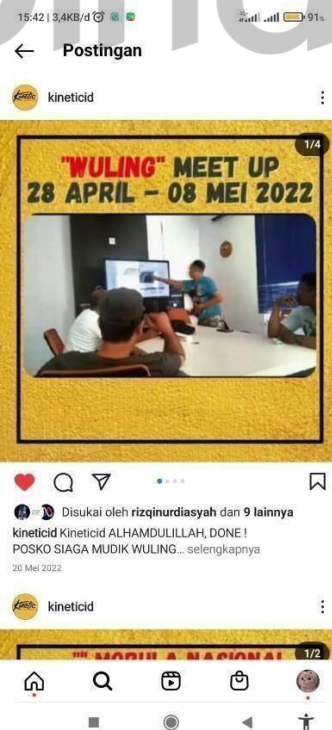 15:42 | 3,4KB/d
91%
Postingan
kineticid
1/4
"WULING" MEET UP
28 APRIL – 08 MEI 2022
Disukai oleh rizqinurdiasyah dan 9 lainnya
kineticid Kineticid ALHAMDULILLAH, DONE !
POSKO SIAGA MUDIK WULING... selengkapnya
20 Mei 2022
kineticid
1/2
NASIONAL